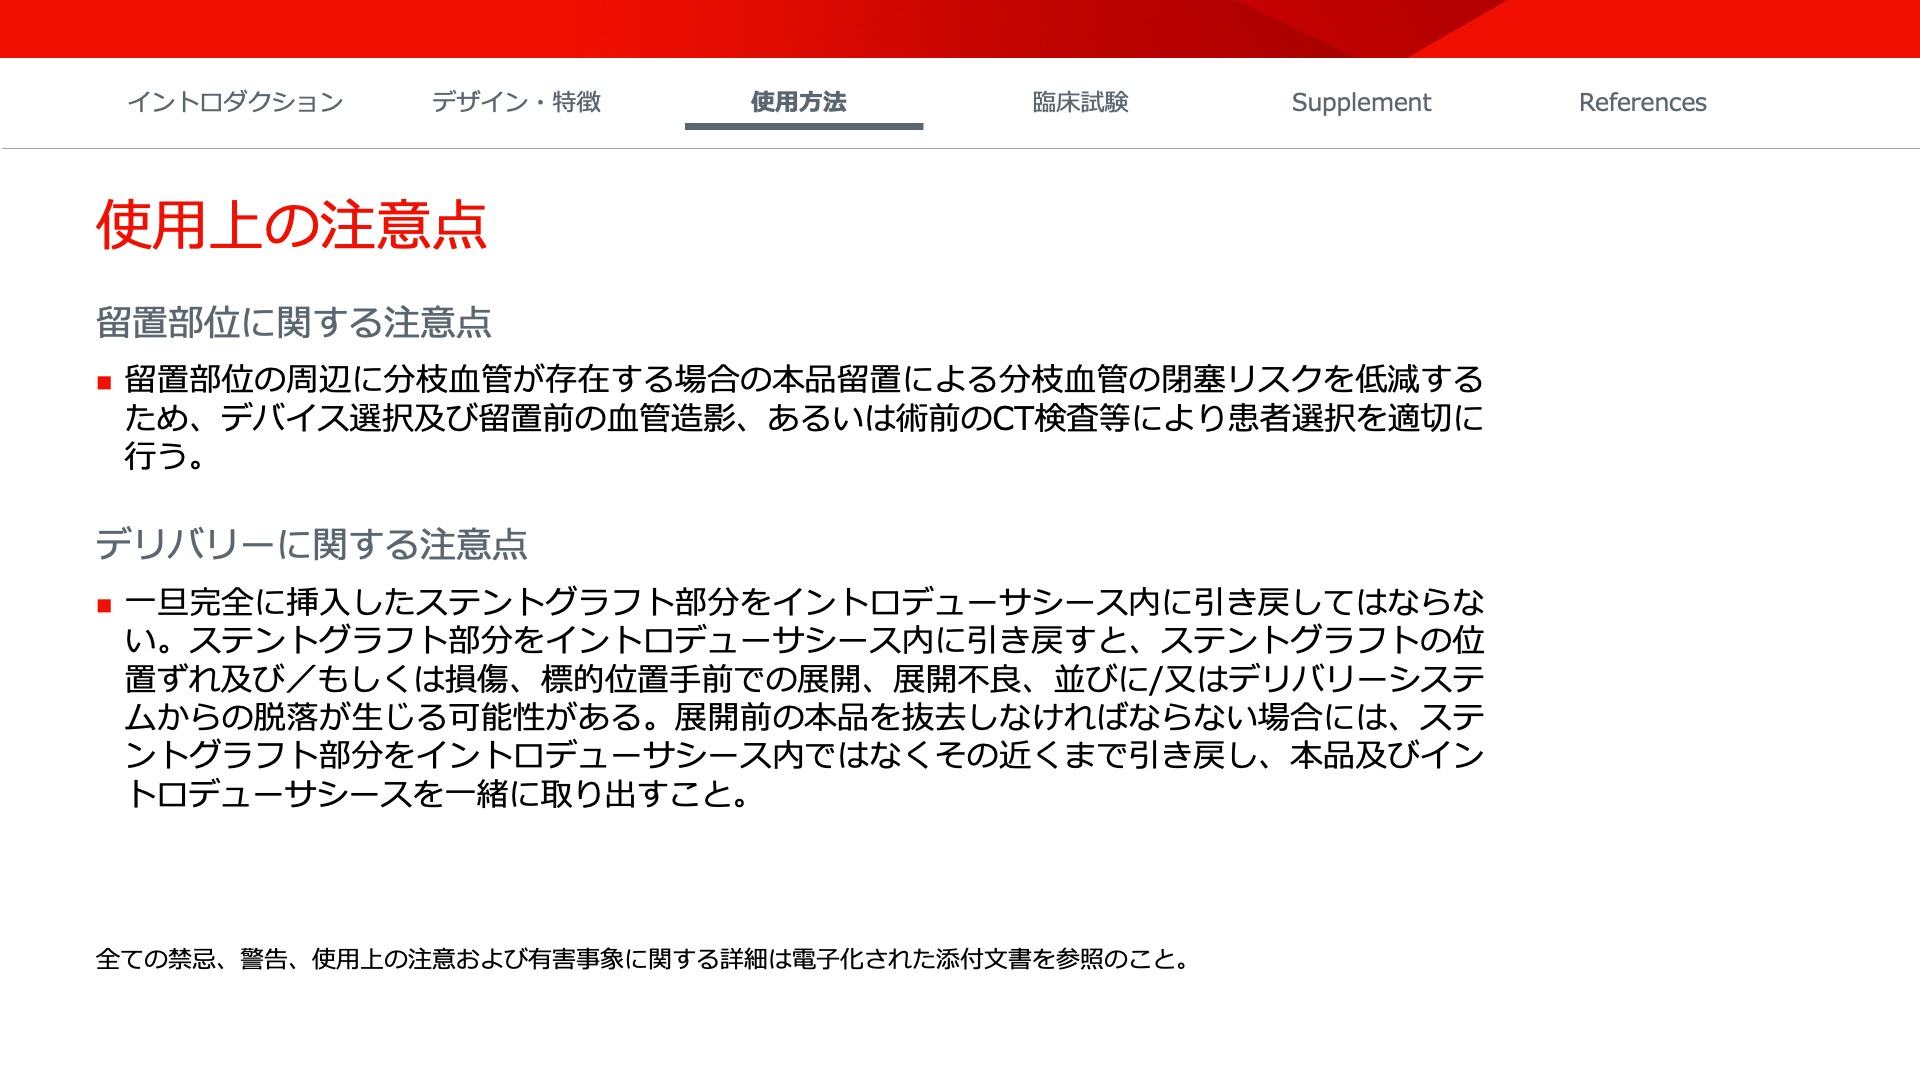 イントロダクション
デザイン・特徴
使用方法
臨床試験
Supplement
References
使用上の注意点
留置部位に関する注意点
■ 留置部位の周辺に分枝血管が存在する場合の本品留置による分枝血管の閉塞リスクを低減する
ため、デバイス選択及び留置前の血管造影、あるいは術前のCT検査等により患者選択を適切に
行う。
デリバリーに関する注意点
■ 一旦完全に挿入したステントグラフト部分をイントロデューサシース内に引き戻してはならな
い。ステントグラフト部分をイントロデューサシース内に引き戻すと、ステントグラフトの位
置ずれ及び／もしくは損傷、標的位置手前での展開、展開不良、並びに/又はデリバリーシステ
ムからの脱落が生じる可能性がある。展開前の本品を抜去しなければならない場合には、ステ
ントグラフト部分をイントロデューサシース内ではなくその近くまで引き戻し、本品及びイン
トロデューサシースを一緒に取り出すこと。
全ての禁忌、警告、使用上の注意および有害事象に関する詳細は電子化された添付文書を参照のこと。